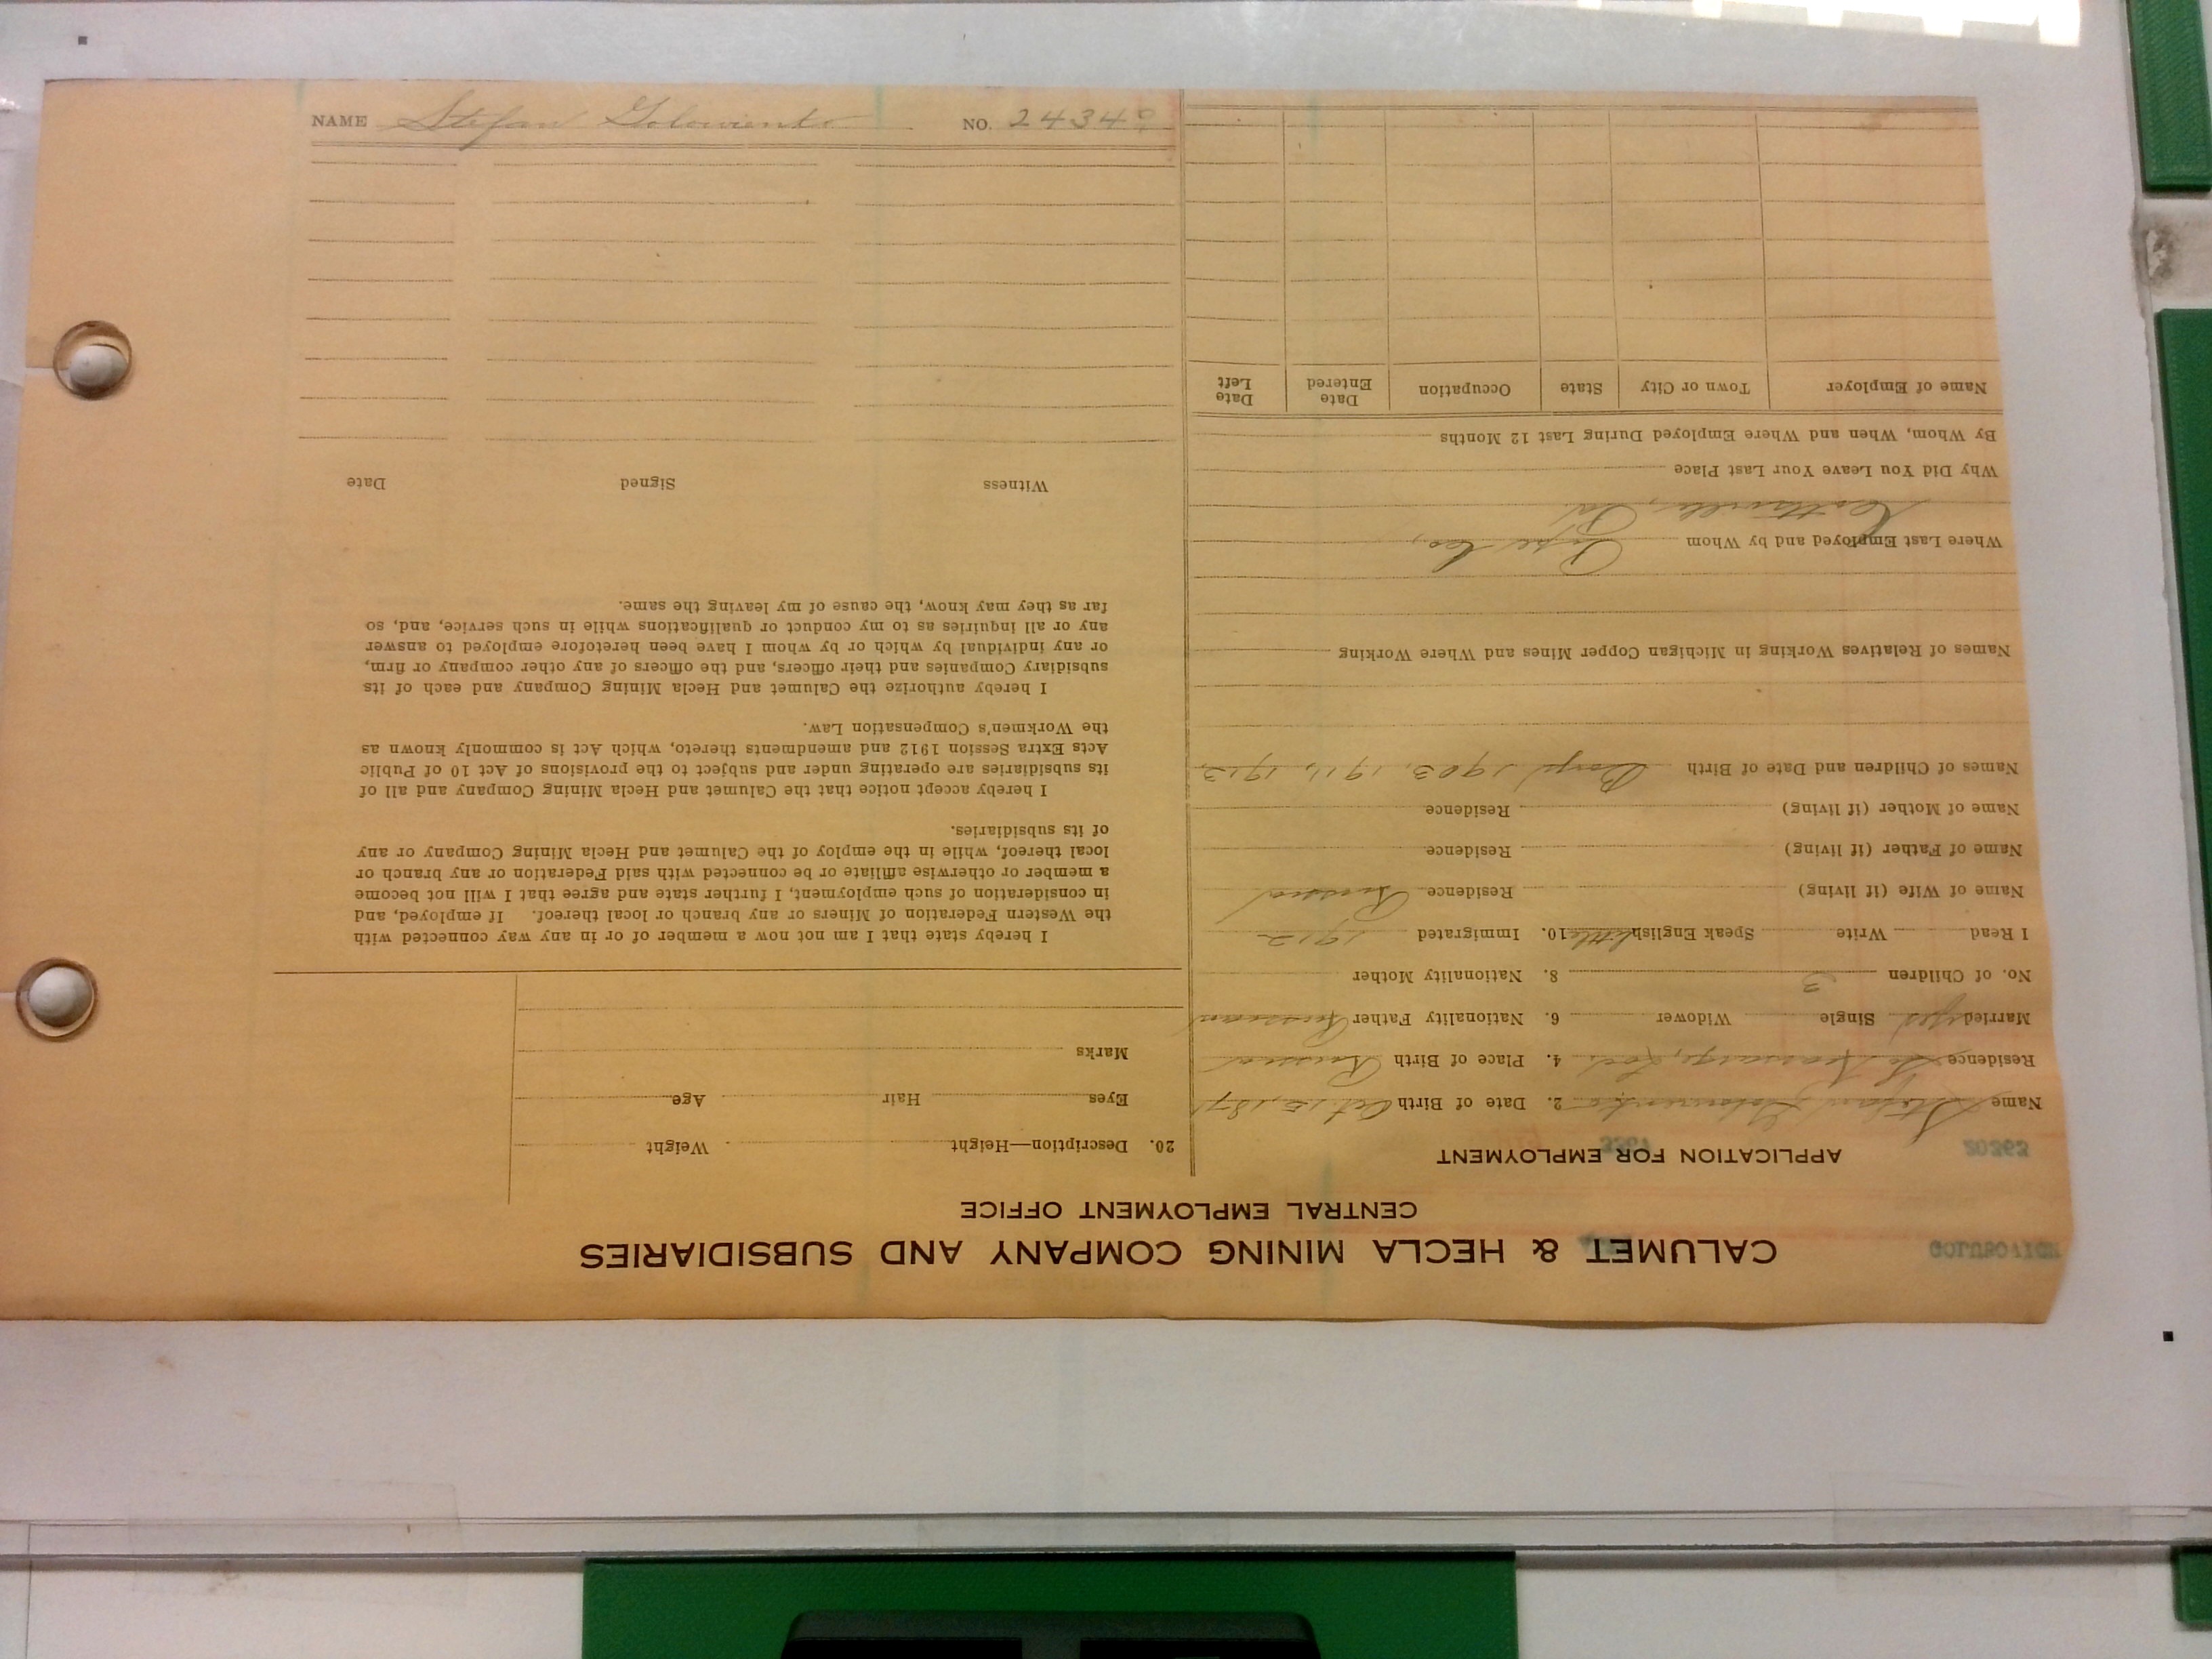 CALUMET & HECLA MINING COMPANY AND SUBSIDIARIES
CENTRAL EMPLOYMENT OFFICE
APPLICATION FOR EMPLOYMENT
Name Stefan 2. Date of Birth Oct 15, 187
Residence 4. Place of Birth Russia
Married yes Single Widower 6. Nationality Father Russian
No. of Children 3 8. Nationality Mother
I Read Write Speak English little 10. Immigrated 1912
Name of Wife (if living) Residence Russia
Name of Father (if living) Residence
Name of Mother (if living) Residence
Names of Children and Date of Birth Boys 1903, 1911, 1913,
Names of Relatives Working in Michigan Copper Mines and Where Working
Where Last Employed and by Whom Pipe Co,
Pa
Why Did You Leave Your Last Place
By Whom, When and Where Employed During Last 12 Months
Name of Employer Town or City State Occupation Date Entered Date Left
20. Description—Height Weight
Eyes Hair Age
Marks
I hereby state that I am not now a member of or in any way connected with
the Western Federation of Miners or any branch or local thereof. If employed, and
in consideration of such employment, I further state and agree that I will not become
a member or otherwise affiliate or be connected with said Federation or any branch or
local thereof, while in the employ of the Calumet and Hecla Mining Company or any
of its subsidiaries.
I hereby accept notice that the Calumet and Hecla Mining Company and all of
its subsidiaries are operating under and subject to the provisions of Act 10 of Public
Acts Extra Session 1912 and amendments thereto, which Act is commonly known as
the Workmen's Compensation Law.
I hereby authorize the Calumet and Hecla Mining Company and each of its
subsidiary Companies and their officers, and the officers of any other company or firm,
or any individual by which or by whom I have been heretofore employed to answer
any or all inquiries as to my conduct or qualifications while in such service, and, so
far as they may know, the cause of my leaving the same.
Witness Signed Date
NAME Stefan NO. 2434